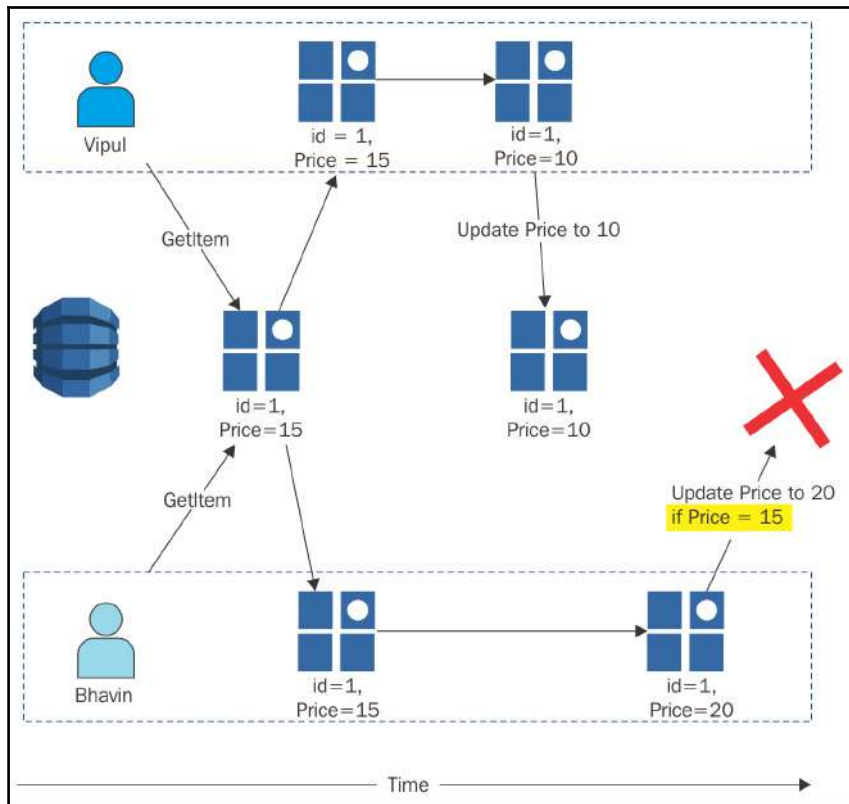 Vipul
id = 1,
Price = 15
id=1,
Price=10
GetItem
Update Price to 10
id=1,
Price=15
id=1,
Price=10
GetItem
Update Price to 20
if Price = 15
Bhavin
id=1,
Price=15
id=1,
Price=20
Time